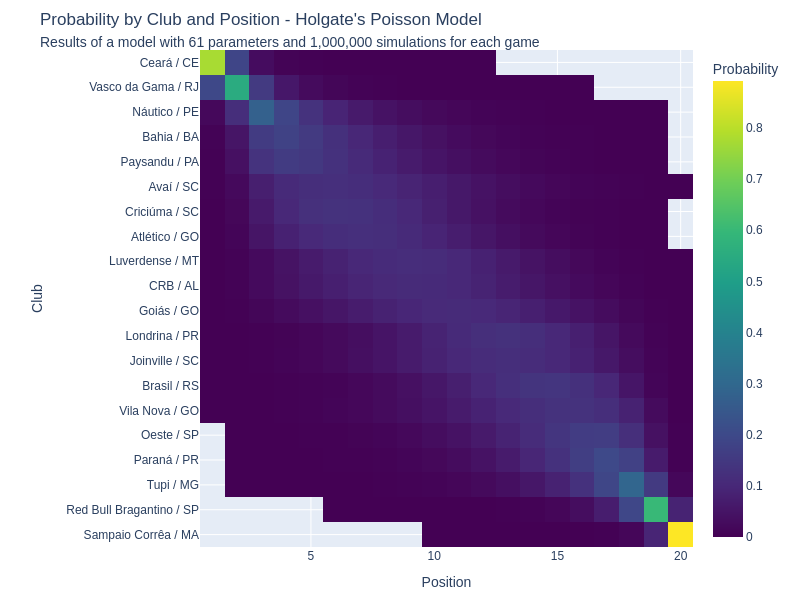 Probability by Club and Position - Holgate's Poisson Model
Results of a model with 61 parameters and 1,000,000 simulations for each game
Probability
Club
Ceará / CE
Vasco da Gama / RJ
Náutico / PE
Bahia / BA
Paysandu / PA
Avaí / SC
Criciúma / SC
Atlético / GO
Luverdense / MT
CRB / AL
Goiás / GO
Londrina / PR
Joinville / SC
Brasil / RS
Vila Nova / GO
Oeste / SP
Paraná / PR
Tupi / MG
Red Bull Bragantino / SP
Sampaio Corrêa / MA
0.8
0.7
0.6
0.5
0.4
0.3
0.2
0.1
0
5
10
15
20
Position